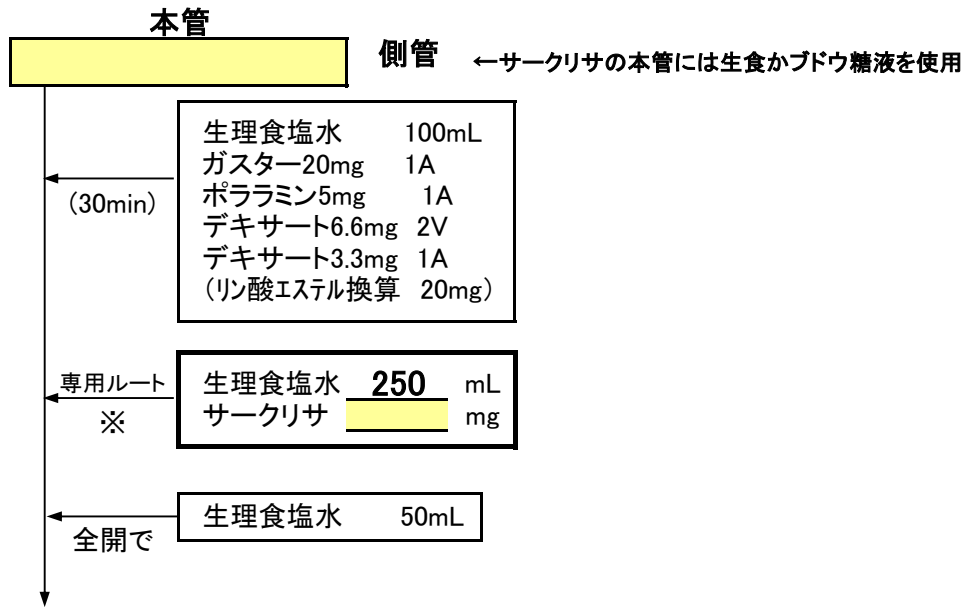 本管
側管 ←サークリサの本管には生食かブドウ糖液を使用
生理食塩水 100mL
ガスター20mg 1A
ポララミン5mg 1A
デキサート6.6mg 2V
デキサート3.3mg 1A
(リン酸エステル換算 20mg)
(30min)
専用ルート
※
生理食塩水 250 mL
サークリサ mg
生理食塩水 50mL
全開で